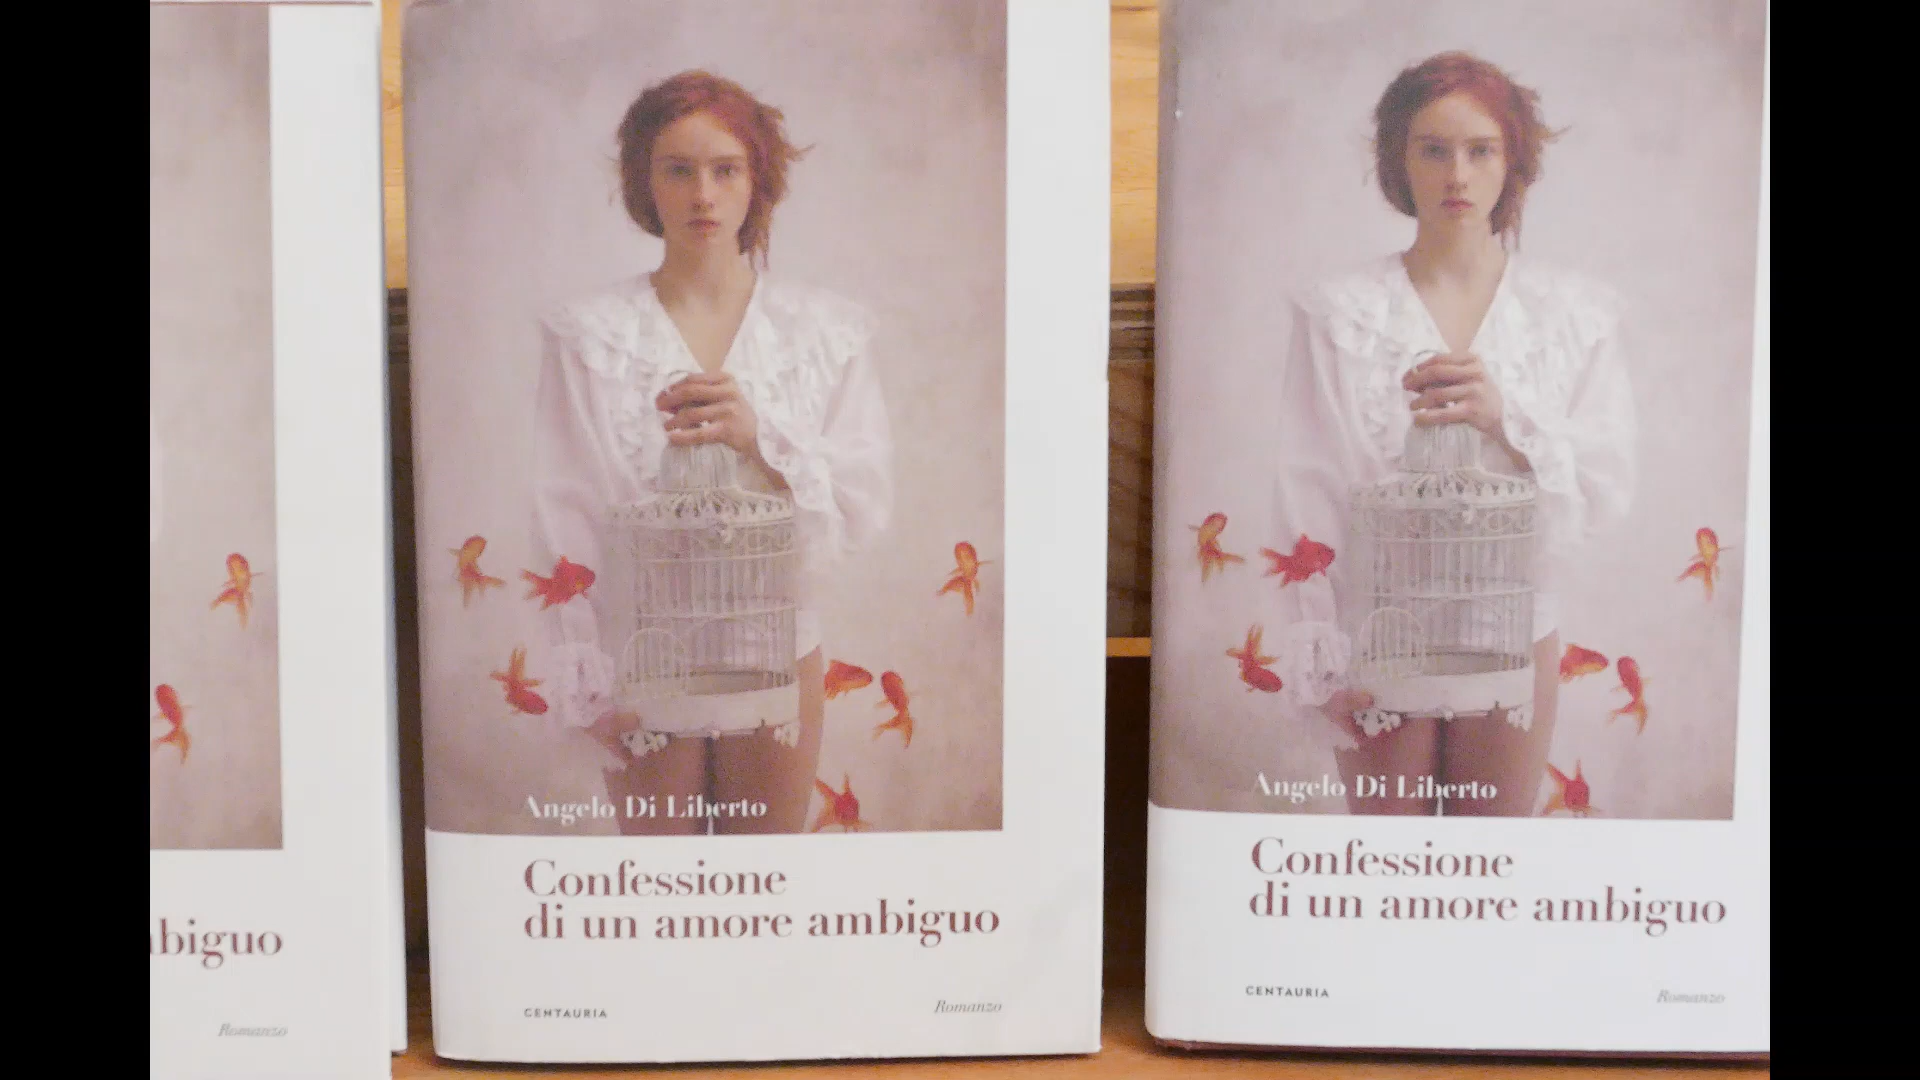 biguo
Romanzo
Angelo Di Liberto
Confessione
di un amore ambiguo
CENTAURIA
Romanzo
Angelo Di Liberto
Confessione
di un amore ambiguo
CENTAURIA
Romanzo